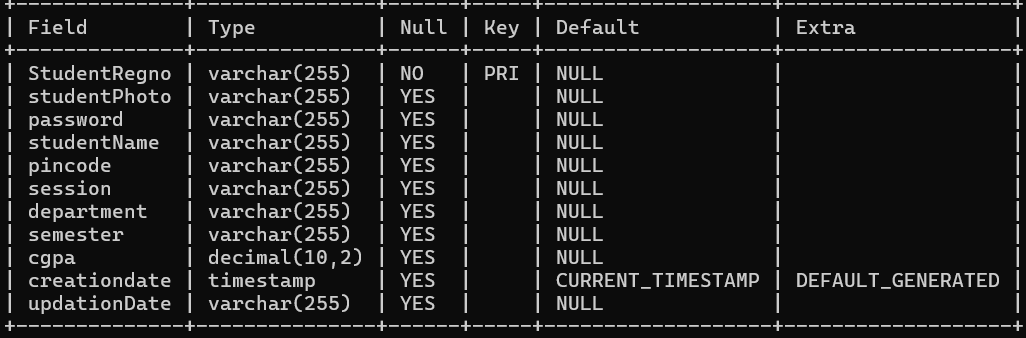 +---------------+---------------+------+-----+-------------------+-------------------+
| Field         | Type          | Null | Key | Default           | Extra             |
+---------------+---------------+------+-----+-------------------+-------------------+
| StudentRegno  | varchar(255)  | NO   | PRI | NULL              |                   |
| studentPhoto  | varchar(255)  | YES  |     | NULL              |                   |
| password      | varchar(255)  | YES  |     | NULL              |                   |
| studentName   | varchar(255)  | YES  |     | NULL              |                   |
| pincode       | varchar(255)  | YES  |     | NULL              |                   |
| session       | varchar(255)  | YES  |     | NULL              |                   |
| department    | varchar(255)  | YES  |     | NULL              |                   |
| semester      | varchar(255)  | YES  |     | NULL              |                   |
| cgpa          | decimal(10,2) | YES  |     | NULL              |                   |
| creationdate  | timestamp     | YES  |     | CURRENT_TIMESTAMP | DEFAULT_GENERATED |
| updationDate  | varchar(255)  | YES  |     | NULL              |                   |
+---------------+---------------+------+-----+-------------------+-------------------+